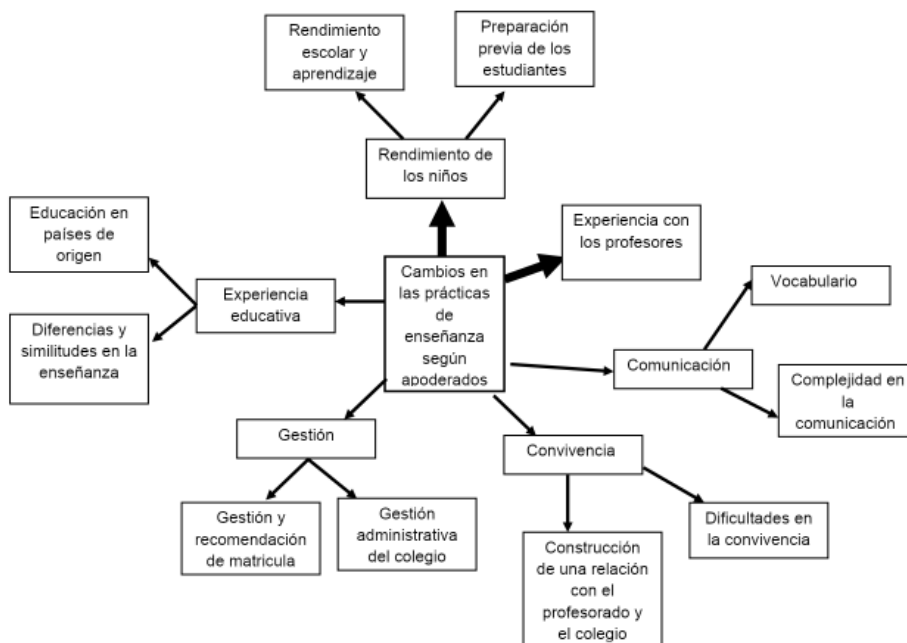 Rendimiento
escolar y
aprendizaje
Preparación
previa de los
estudiantes
Rendimiento de
los niños
Educación en
países de
origen
Experiencia con
los profesores
Cambios en
las prácticas
de
enseñanza
según
apoderados
Experiencia
educativa
Vocabulario
Diferencias y
similitudes en la
enseñanza
Comunicación
Complejidad en
la
comunicación
Gestión
Convivencia
Gestión y
recomendación
de matricula
Gestión
administrativa
del colegio
Dificultades en
la convivencia
Construcción
de una relación
con el
profesorado y
el colegio